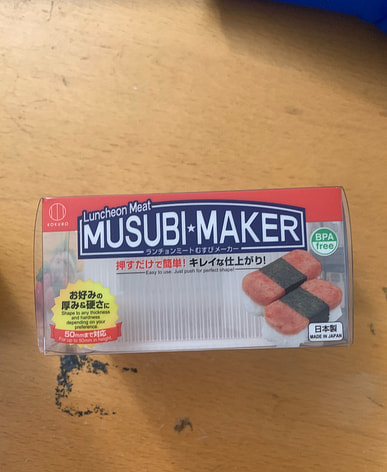 KOKUBO
Luncheon Meat
MUSUBI★MAKER
ランチョンミートむすびメーカー
押すだけで簡単! キレイな仕上がり!
Easy to use. Just push for perfect shape!
BPA
free
お好みの
厚み&硬さに
Shape to any thickness
and hardness
depending on your
preference.
50mmまで対応
For up to 50mm in height.
日本製
MADE IN JAPAN